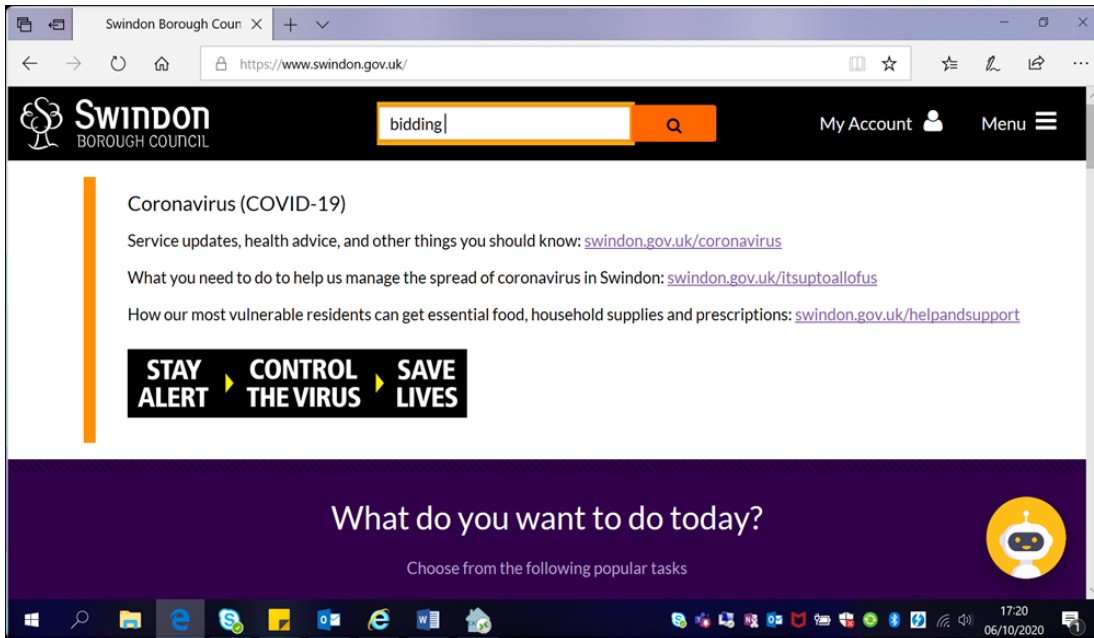 Swindon Borough Coun
https://www.swindon.gov.uk/
SWINDON
BOROUGH COUNCIL
bidding
My Account
Menu
Coronavirus (COVID-19)
Service updates, health advice, and other things you should know: swindon.gov.uk/coronavirus
What you need to do to help us manage the spread of coronavirus in Swindon: swindon.gov.uk/itsuptoallofus
How our most vulnerable residents can get essential food, household supplies and prescriptions: swindon.gov.uk/helpandsupport
STAY ALERT
CONTROL THE VIRUS
SAVE LIVES
What do you want to do today?
Choose from the following popular tasks
17:20
06/10/2020
1